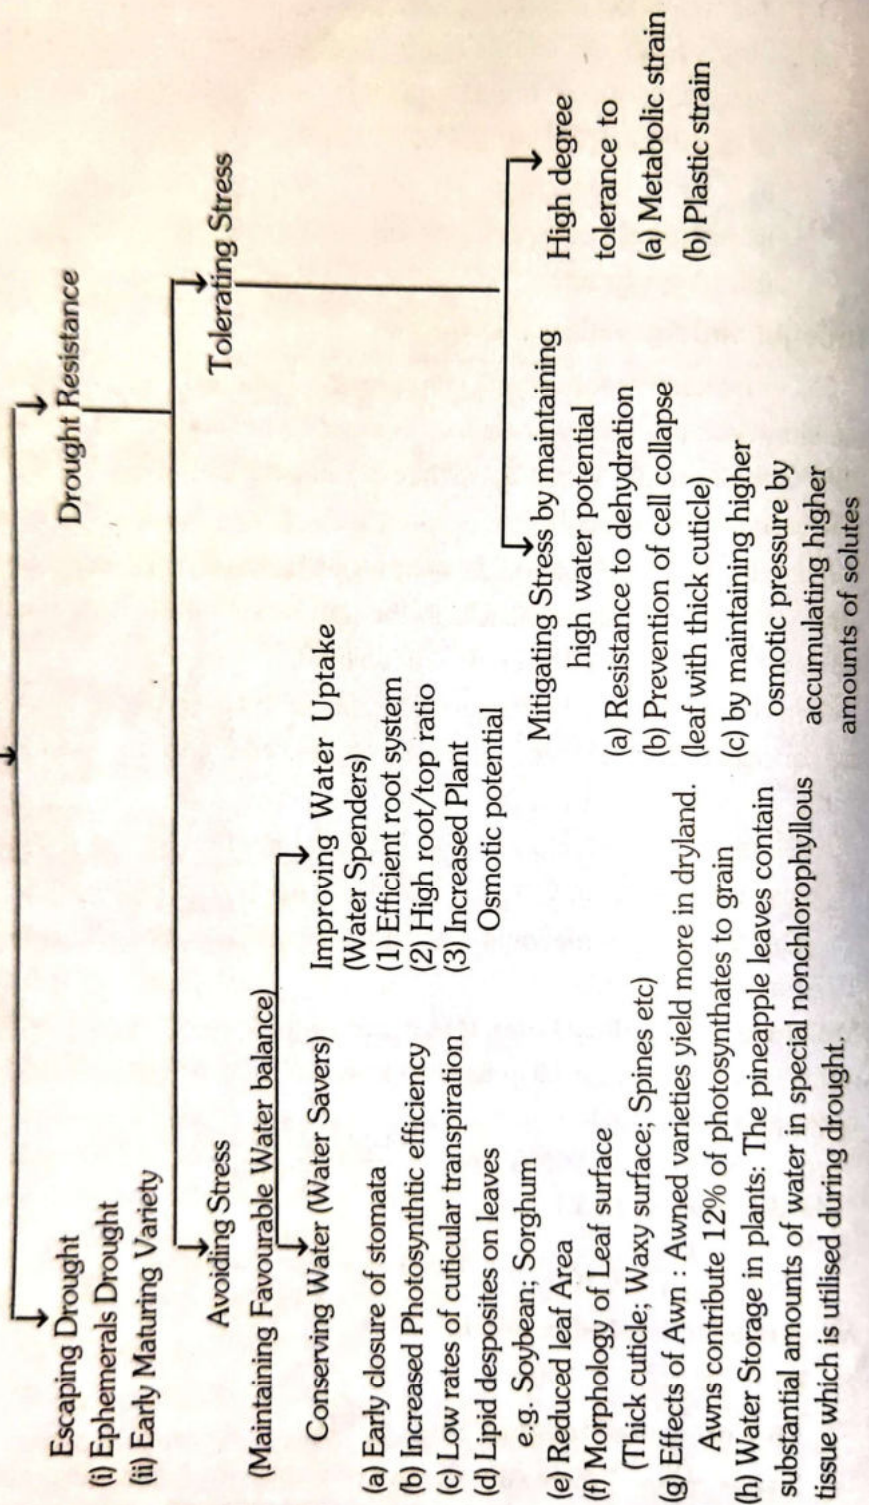 Escaping Drought
(i) Ephemerals Drought
(ii) Early Maturing Variety
Drought Resistance
Avoiding Stress
(Maintaining Favourable Water balance)
Tolerating Stress
Conserving Water (Water Savers)
(a) Early closure of stomata
(b) Increased Photosynthtic efficiency
(c) Low rates of cuticular transpiration
(d) Lipid desposites on leaves
e.g. Soybean; Sorghum
(e) Reduced leaf Area
(f) Morphology of Leaf surface
(Thick cuticle; Waxy surface; Spines etc)
(g) Effects of Awn : Awned varieties yield more in dryland.
Awns contribute 12% of photosynthates to grain
(h) Water Storage in plants: The pineapple leaves contain
substantial amounts of water in special nonchlorophyllous
tissue which is utilised during drought.
Improving Water Uptake
(Water Spenders)
(1) Efficient root system
(2) High root/top ratio
(3) Increased Plant
Osmotic potential
Mitigating Stress by maintaining
high water potential
(a) Resistance to dehydration
(b) Prevention of cell collapse
(leaf with thick cuticle)
(c) by maintaining higher
osmotic pressure by
accumulating higher
amounts of solutes
High degree
tolerance to
(a) Metabolic strain
(b) Plastic strain